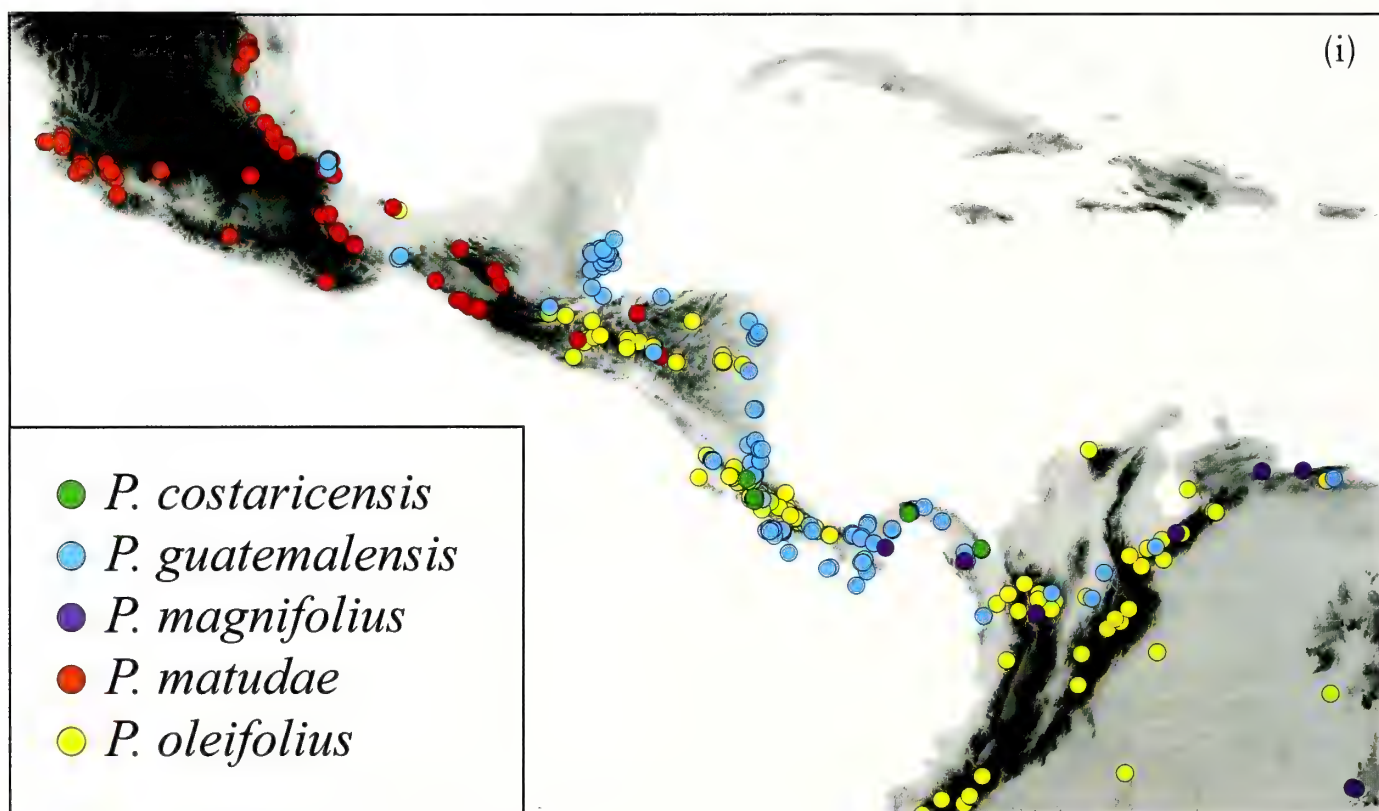 (i)
P. costaricensis
P. guatemalensis
P. magnifolius
P. matudae
P. oleifolius